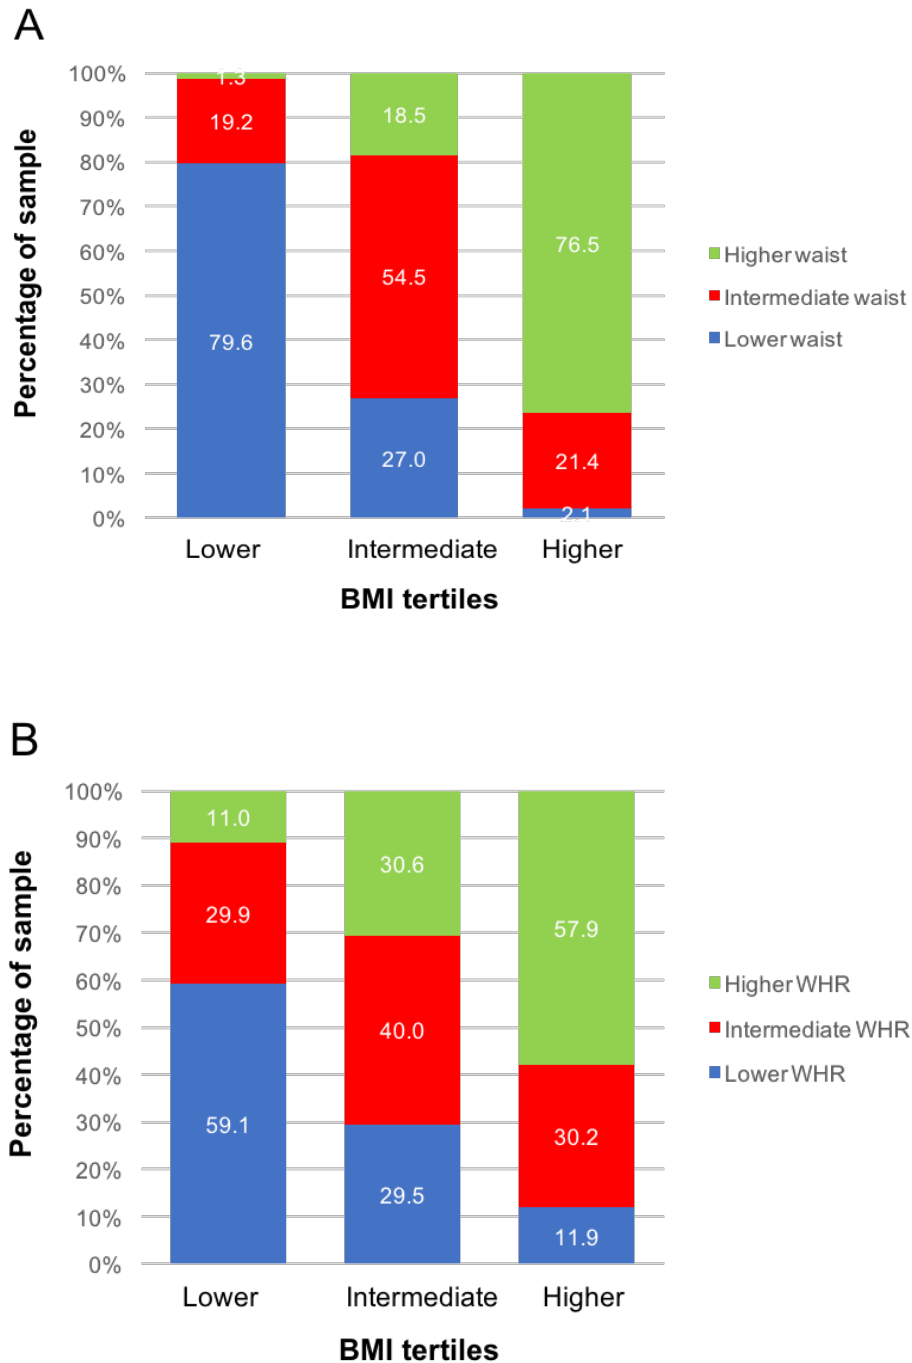 A
100%
90%
80%
70%
60%
50%
40%
30%
20%
10%
0%
Percentage of sample
1.3
19.2
79.6
18.5
54.5
27.0
76.5
21.4
2.1
Higher waist
Intermediate waist
Lower waist
Lower Intermediate Higher
BMI tertiles
B
100%
90%
80%
70%
60%
50%
40%
30%
20%
10%
0%
Percentage of sample
11.0
29.9
59.1
30.6
40.0
29.5
57.9
30.2
11.9
Higher WHR
Intermediate WHR
Lower WHR
Lower Intermediate Higher
BMI tertiles